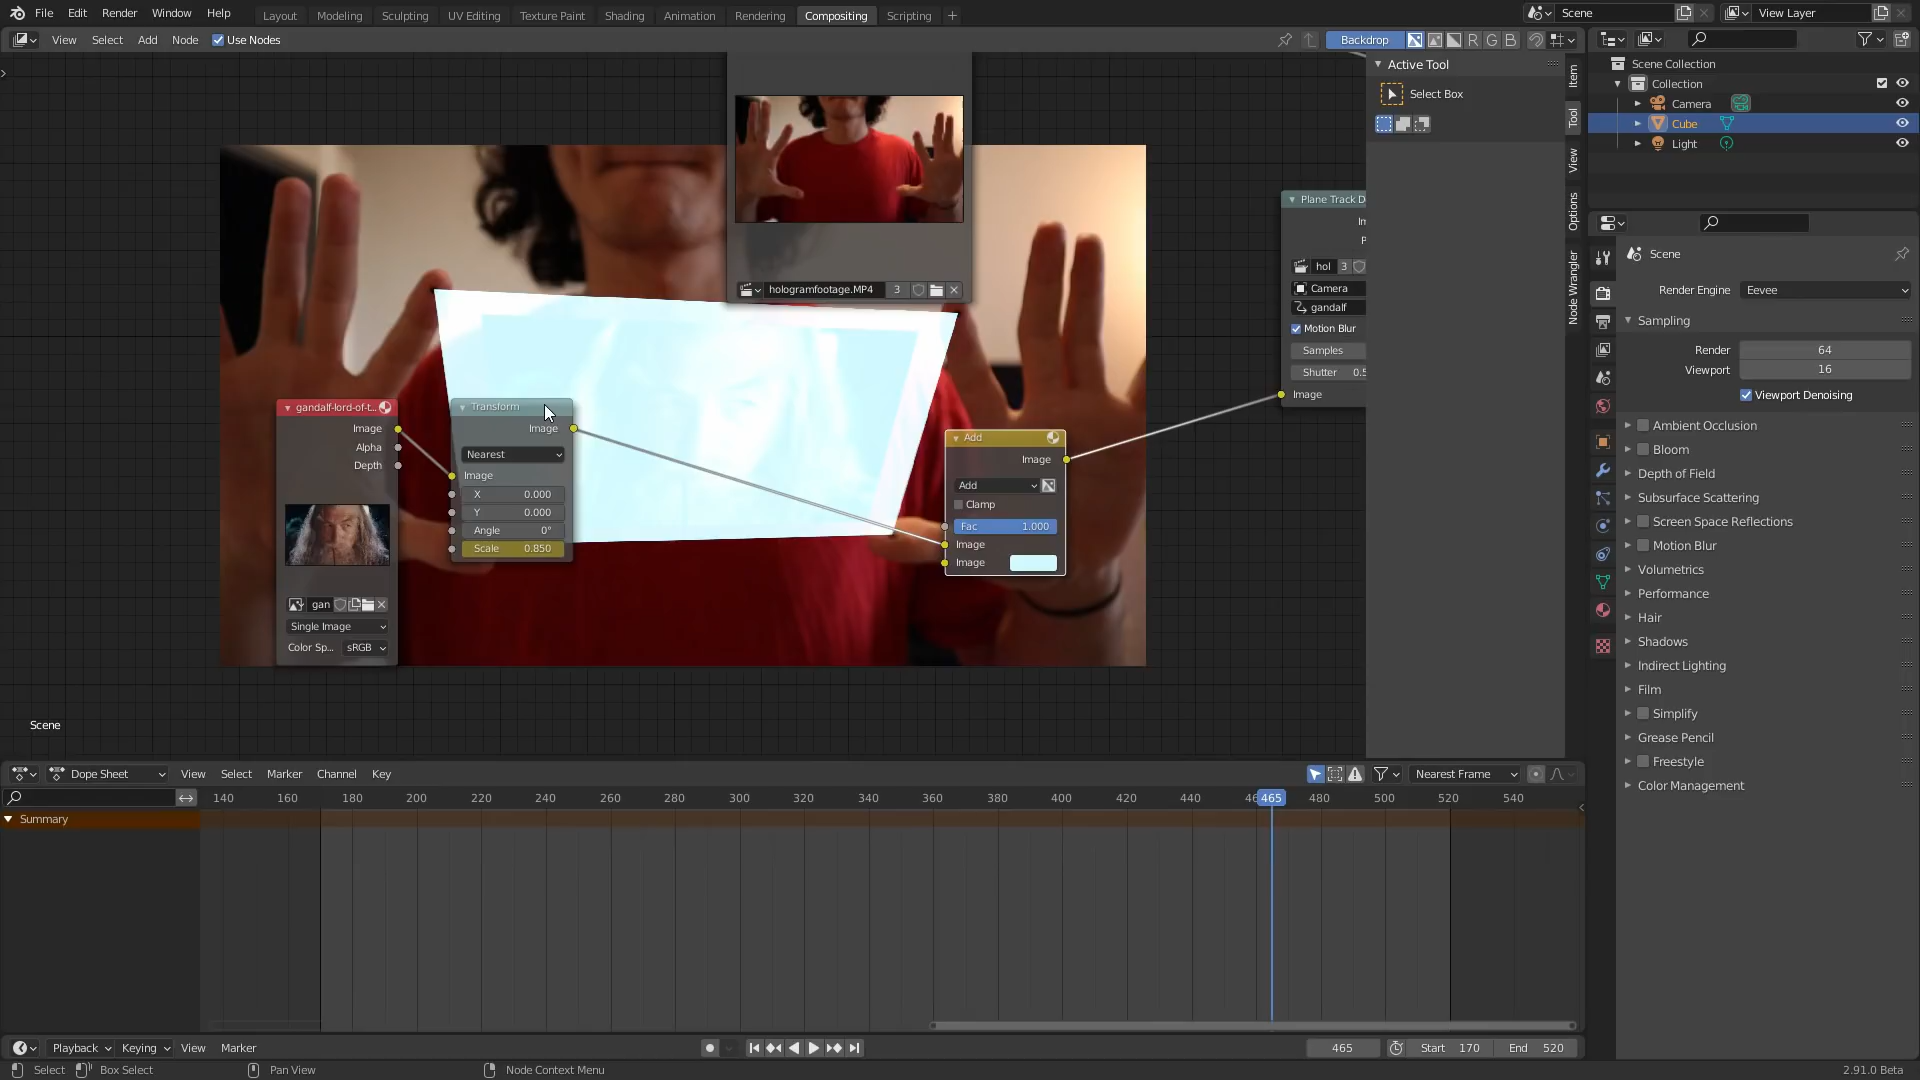 File Edit Render Window Help
Layout Modeling Sculpting UV Editing Texture Paint Shading Animation Rendering Compositing Scripting +
Scene
View Layer
View Select Add Node Use Nodes
Backdrop
R G B
Active Tool
Select Box
Item
Tool
View
Options
Node Wrangler
Scene Collection
Collection
Camera
Cube
Light
Scene
Render Engine Eevee
Sampling
Render 64
Viewport 16
Viewport Denoising
Ambient Occlusion
Bloom
Depth of Field
Subsurface Scattering
Screen Space Reflections
Motion Blur
Volumetrics
Performance
Hair
Shadows
Indirect Lighting
Film
Simplify
Grease Pencil
Freestyle
Color Management
hologramfootage.MP4 3
gandalf-lord-of-t...
Image
Alpha
Depth
gan
Single Image
Color Sp... sRGB
Transform
Image
Nearest
Image
X 0.000
Y 0.000
Angle 0°
Scale 0.850
Add
Image
Add
Clamp
Fac 1.000
Image
Image
Plane Track D
Im
P
hol 3
Camera
gandalf
Motion Blur
Samples
Shutter 0.5
Image
Scene
Dope Sheet View Select Marker Channel Key
Nearest Frame
140 160 180 200 220 240 260 280 300 320 340 360 380 400 420 440 46 465 480 500 520 540
Summary
Playback Keying View Marker
465
Start 170
End 520
Select
Box Select
Pan View
Node Context Menu
2.91.0 Beta